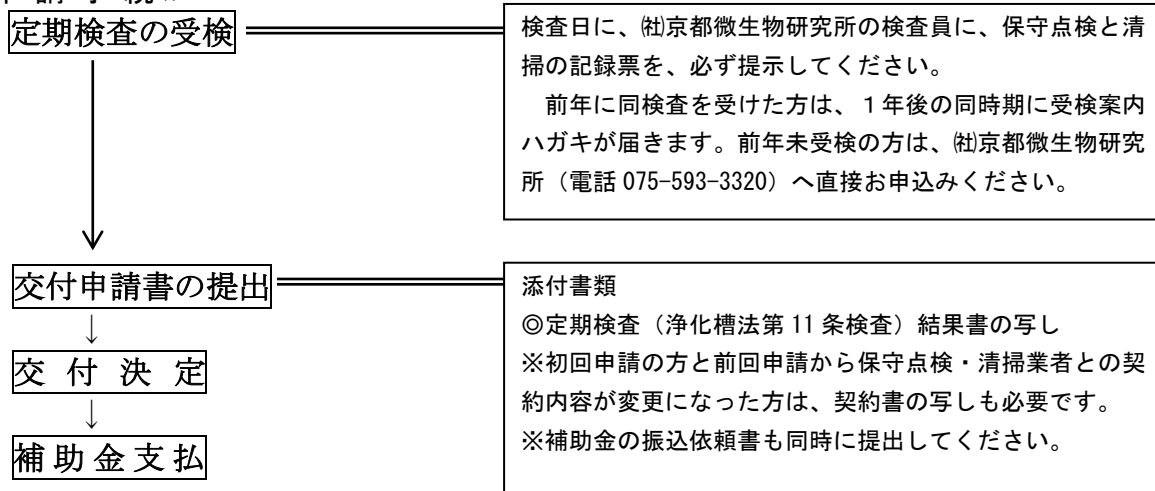 定期検査の受検
検査日に、㈳京都微生物研究所の検査員に、保守点検と清
掃の記録票を、必ず提示してください。
　前年に同検査を受けた方は、１年後の同時期に受検案内
ハガキが届きます。前年未受検の方は、㈳京都微生物研究
所（電話 075-593-3320）へ直接お申込みください。
交付申請書の提出
↓
交 付 決 定
↓
補 助 金 支 払
添付書類
◎定期検査（浄化槽法第 11 条検査）結果書の写し
※初回申請の方と前回申請から保守点検・清掃業者との契
約内容が変更になった方は、契約書の写しも必要です。
※補助金の振込依頼書も同時に提出してください。